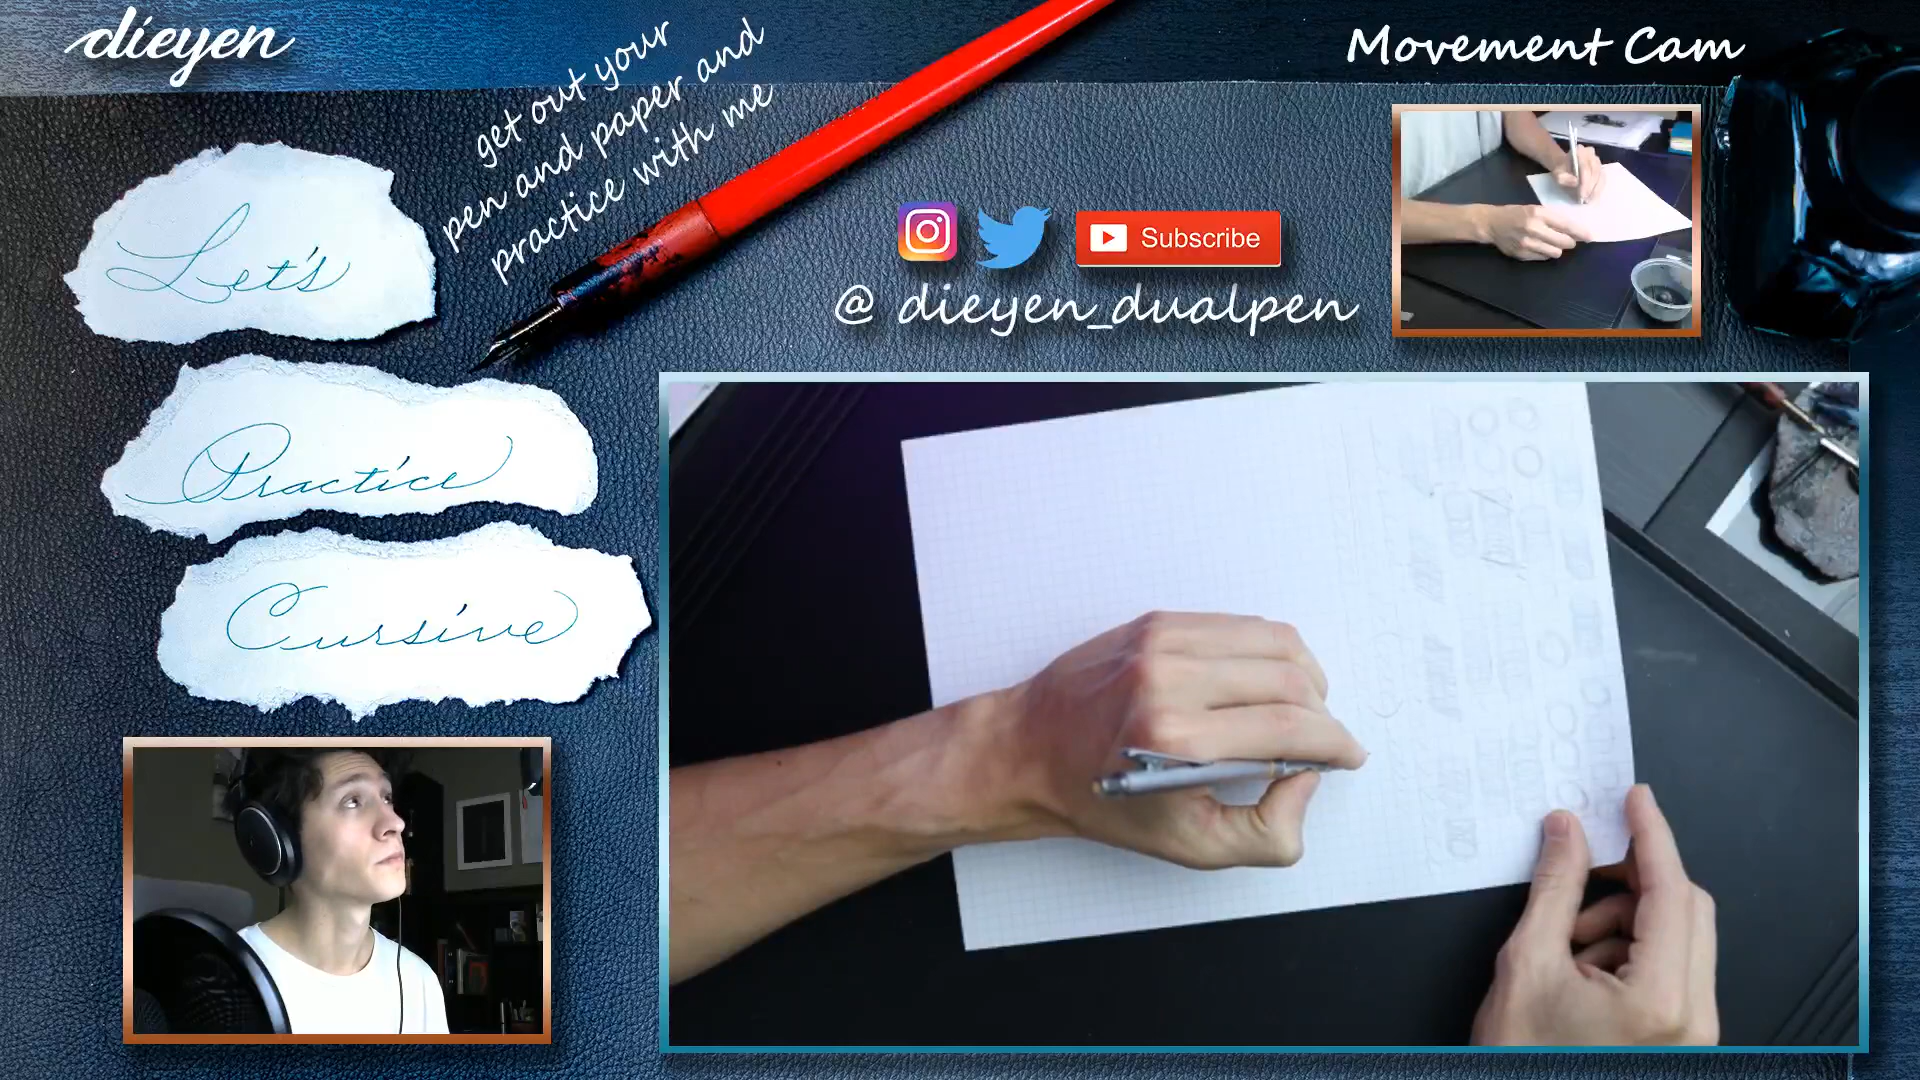 dieyen
get out your
pen and paper and
practice with me
Movement Cam
Let's
Practice
Cursive
Subscribe
@ dieyen_dualpen